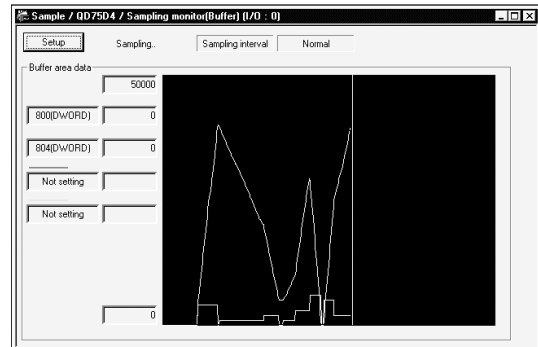 Sample / QD75D4 / Sampling monitor(Buffer) (I/O : 0)
Setup Sampling.. Sampling interval Normal
Buffer area data
50000
800(DWORD) 0
804(DWORD) 0
Not setting
Not setting
0